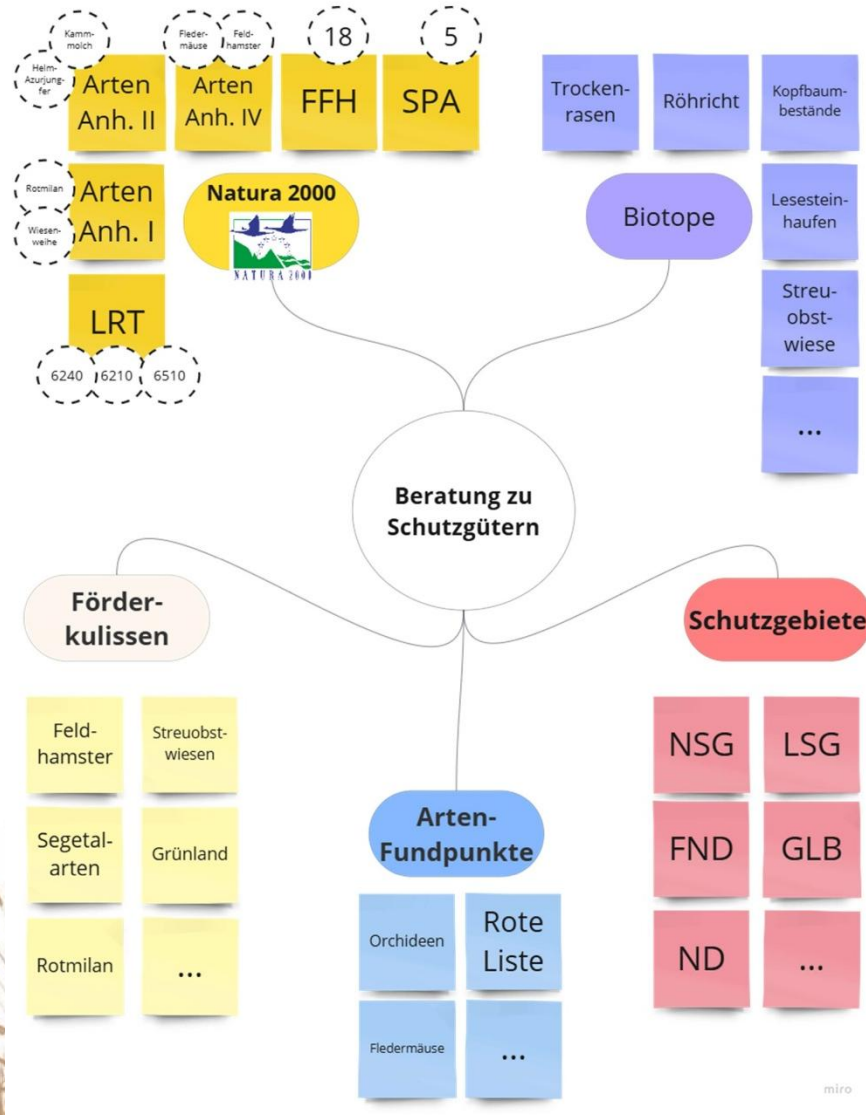 Kamm-
molch
Helm-
Azurjung-
fer
Arten
Anh. II
Fleder-
mäuse
Feld-
hamster
Arten
Anh. IV
18
FFH
5
SPA
Rotmilan
Wiesen-
weihe
Arten
Anh. I
Natura 2000
NATURA 2000
LRT
6240
6210
6510
Trocken-
rasen
Röhricht
Kopfbaum-
bestände
Biotope
Lesestein-
haufen
Streu-
obst-
wiese
...
Beratung zu
Schutzgütern
Förder-
kulissen
Feld-
hamster
Streuobst-
wiesen
Segetal-
arten
Grünland
Rotmilan
...
Arten-
Fundpunkte
Orchideen
Rote
Liste
Fledermäuse
...
Schutzgebiete
NSG
LSG
FND
GLB
ND
...
miro